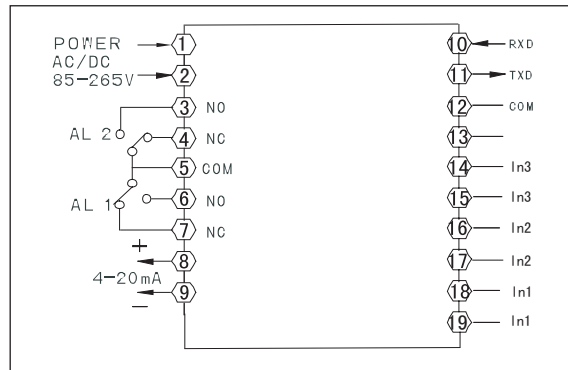 POWER
AC/DC
85-265V
1
2
3 NO
AL 2
4 NC
5 COM
AL 1
6 NO
7 NC
+
8
4-20mA
9
−
10 RXD
11 TXD
12 COM
13
14 In3
15 In3
16 In2
17 In2
18 In1
19 In1